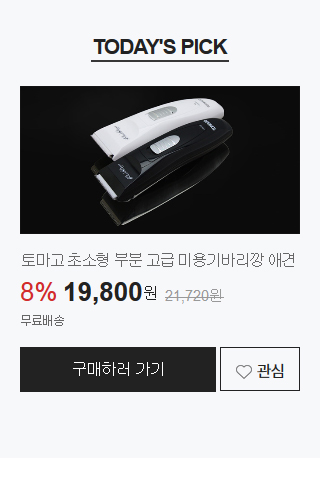 TODAY'S PICK
토마고 초소형 부분 고급 미용기바리깡 애견
8% 19,800원 21,720원
무료배송
구매하러 가기
관심